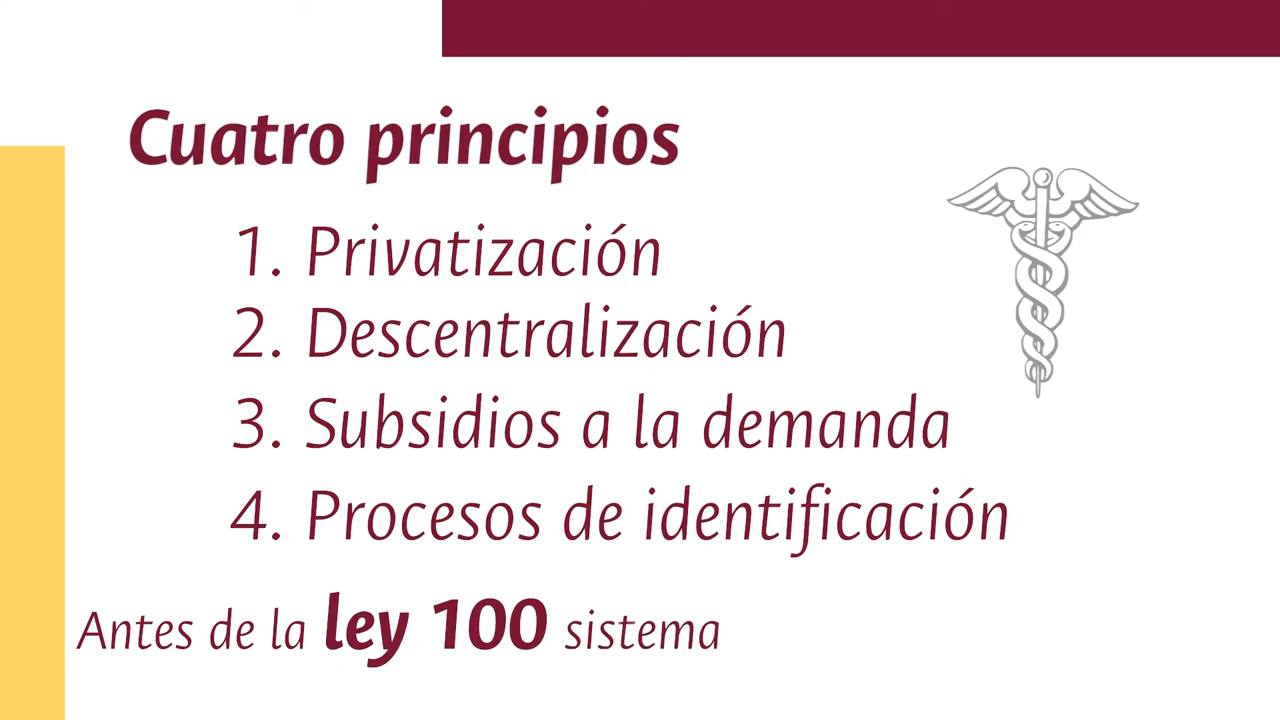 Cuatro principios
1. Privatización
2. Descentralización
3. Subsidios a la demanda
4. Procesos de identificación
Antes de la ley 100 sistema